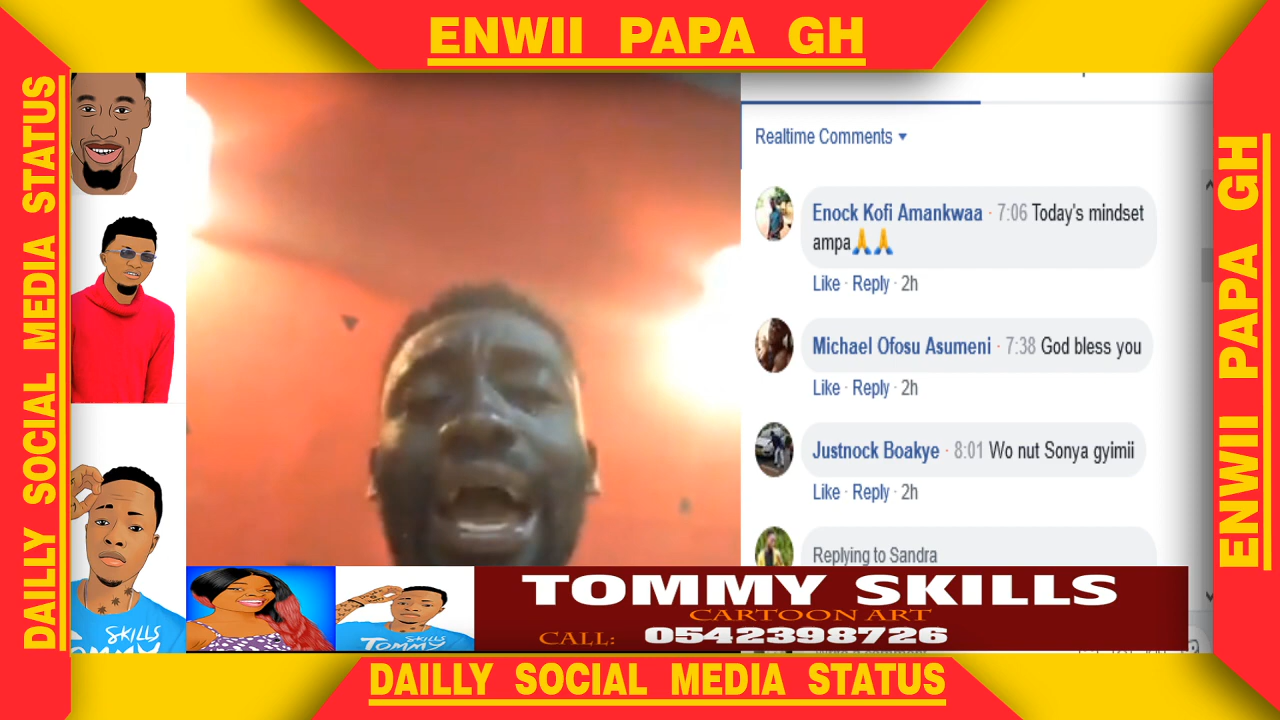 ENWII PAPA GH
DAILLY SOCIAL MEDIA STATUS
Realtime Comments
Enock Kofi Amankwaa · 7:06 Today's mindset
ampa🙏🙏
Like · Reply · 2h
Michael Ofosu Asumeni · 7:38 God bless you
Like · Reply · 2h
Justnock Boakye · 8:01 Wo nut Sonya gyimii
Like · Reply · 2h
Replying to Sandra
ENWII PAPA GH
SKILLS
TOMMY
SKILLS
TOMMY
TOMMY SKILLS
CARTOON ART
CALL: 0542398726
DAILLY SOCIAL MEDIA STATUS